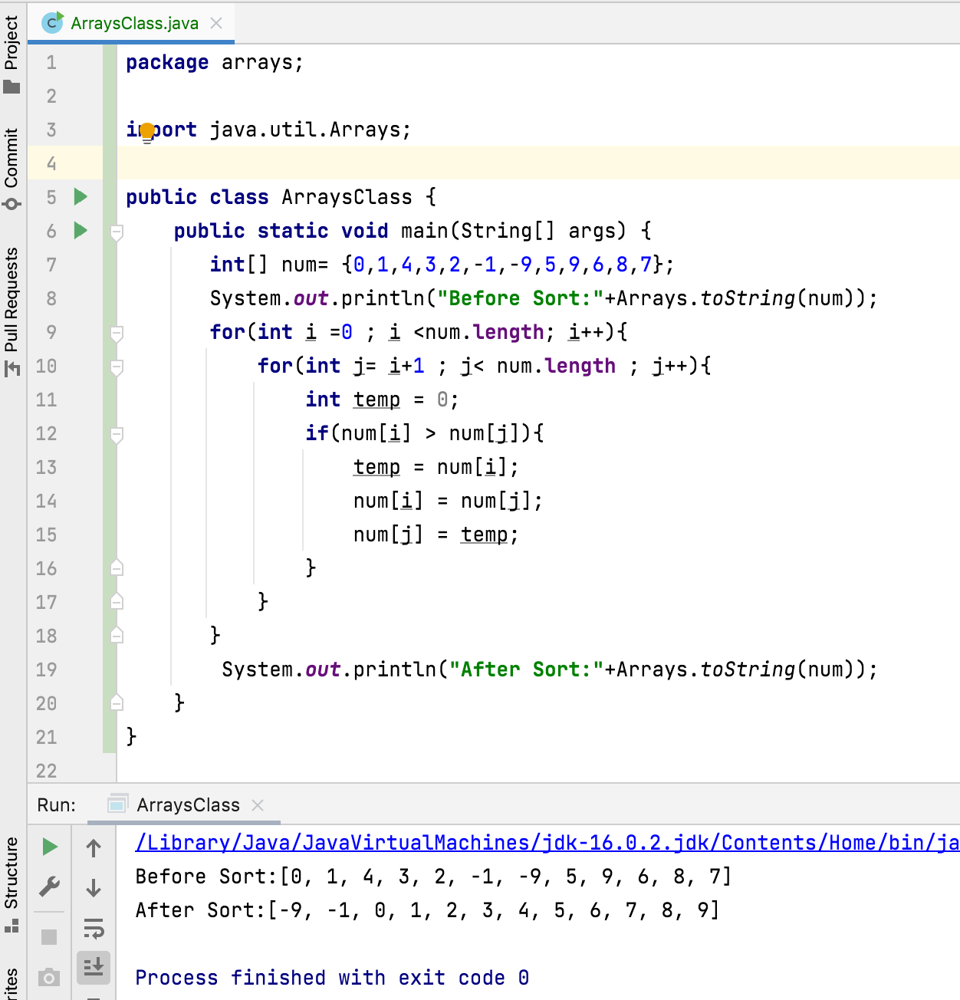 ArraysClass.java
Project
Commit
Pull Requests
1 package arrays;
2
3 import java.util.Arrays;
4
5 public class ArraysClass {
6 public static void main(String[] args) {
7 int[] num= {0,1,4,3,2,-1,-9,5,9,6,8,7};
8 System.out.println("Before Sort:"+Arrays.toString(num));
9 for(int i =0 ; i <num.length; i++){
10 for(int j= i+1 ; j< num.length ; j++){
11 int temp = 0;
12 if(num[i] > num[j]){
13 temp = num[i];
14 num[i] = num[j];
15 num[j] = temp;
16 }
17 }
18 }
19 System.out.println("After Sort:"+Arrays.toString(num));
20 }
21 }
22
Run: ArraysClass
Structure
rites
/Library/Java/JavaVirtualMachines/jdk-16.0.2.jdk/Contents/Home/bin/ja
Before Sort:[0, 1, 4, 3, 2, -1, -9, 5, 9, 6, 8, 7]
After Sort:[-9, -1, 0, 1, 2, 3, 4, 5, 6, 7, 8, 9]
Process finished with exit code 0